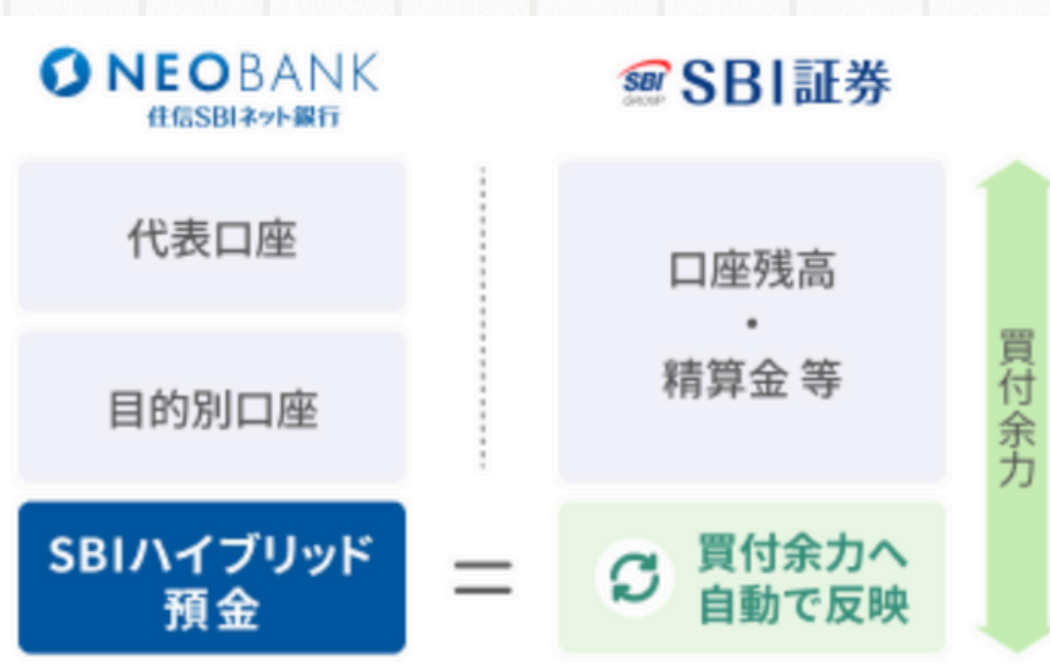 NEOBANK
住信SBIネット銀行
SBI GROUP
SBI証券
代表口座
目的別口座
SBIハイブリッド
預金
=
口座残高
・
精算金 等
買付余力へ
自動で反映
買付余力